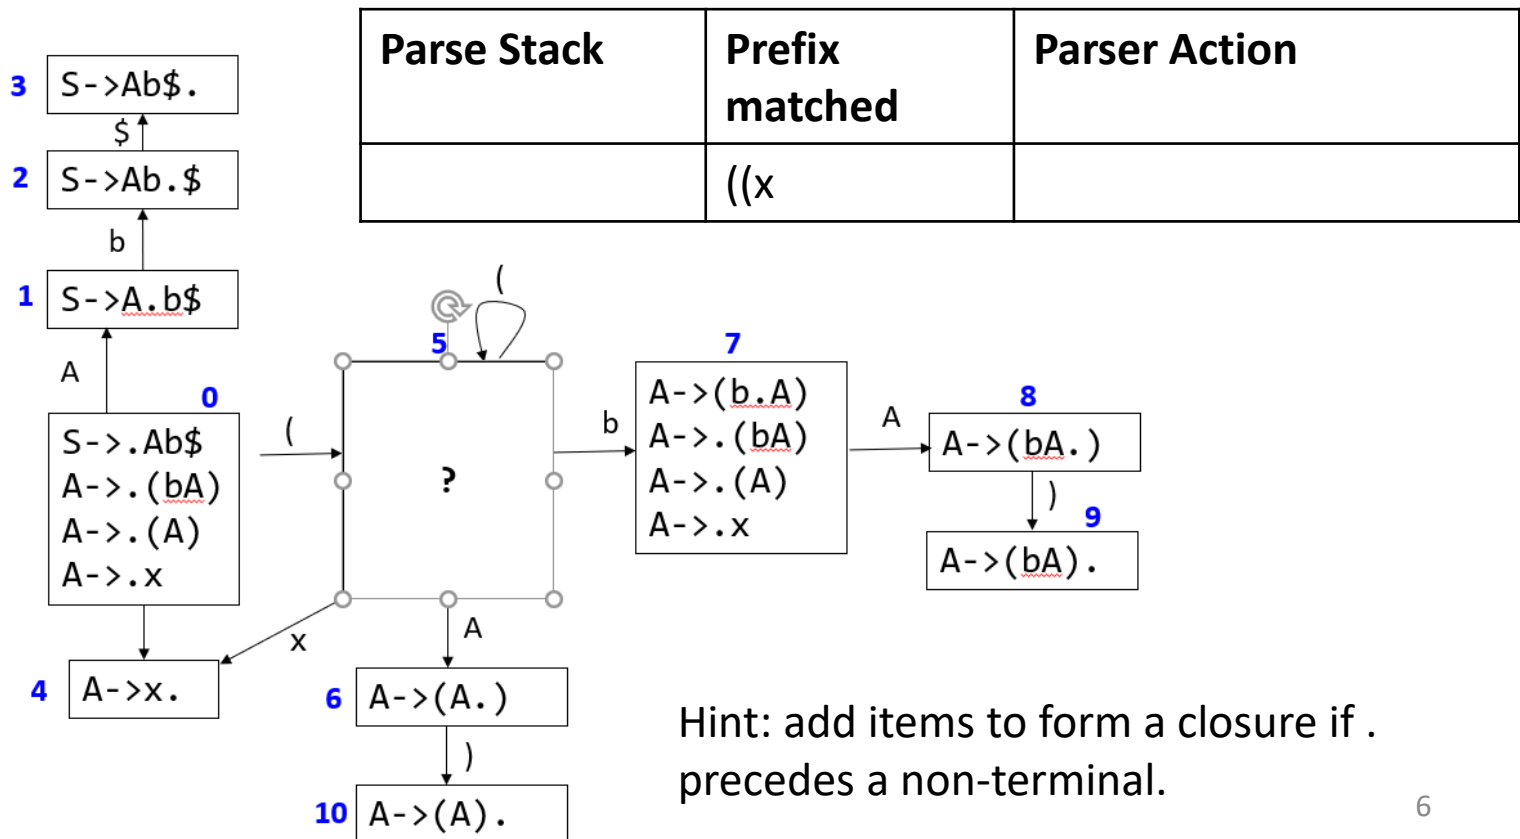 Parse Stack
Prefix matched
Parser Action
((x
3
S->Ab$.
$
2
S->Ab.$
b
1
S->A.b$
A
0
S->.Ab$
A->.(bA)
A->.(A)
A->.x
(
5
(
?
b
7
A->(b.A)
A->.(bA)
A->.(A)
A->.x
A
8
A->(bA.)
)
9
A->(bA).
x
4
A->x.
A
6
A->(A.)
)
10
A->(A).
Hint: add items to form a closure if .
precedes a non-terminal.
6